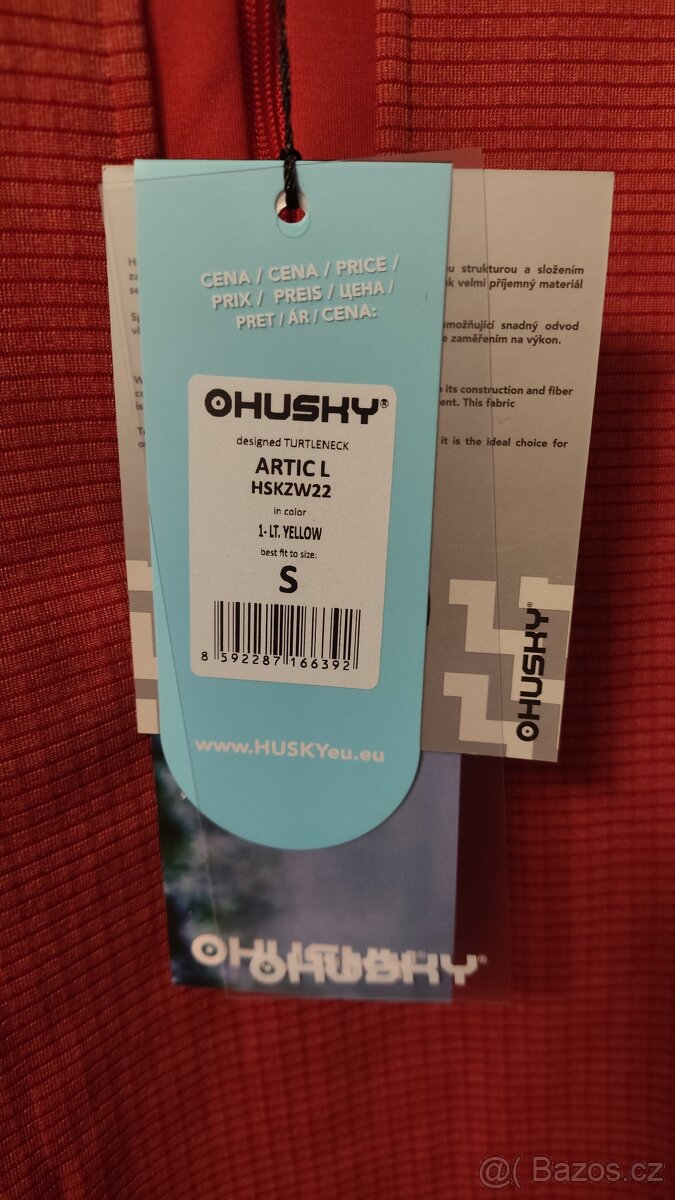 CENA / CENA / PRICE /
PRIX / PREIS / ЦЕНА /
PRET / ÁR / CENA:
HUSKY®
designed TURTLENECK
ARTIC L
HSKZW22
in color
1- LT. YELLOW
best fit to size:
S
8 592287 166392
www.HUSKYeu.eu
strukturou a složením
velmi příjemný materiál
umožňující snadný odvod
zaměřením na výkon.
its construction and fiber
This fabric
it is the ideal choice for
HUSKY®
HUSKY
HUSKY®
@( Bazos.cz